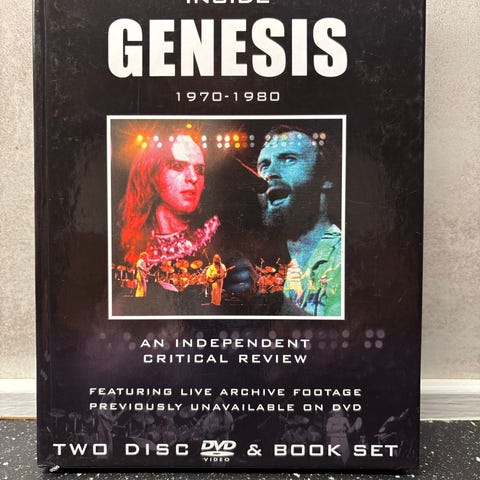 INSIDE
GENESIS
1970-1980
AN INDEPENDENT
CRITICAL REVIEW
FEATURING LIVE ARCHIVE FOOTAGE
PREVIOUSLY UNAVAILABLE ON DVD
TWO DISC DVD VIDEO & BOOK SET